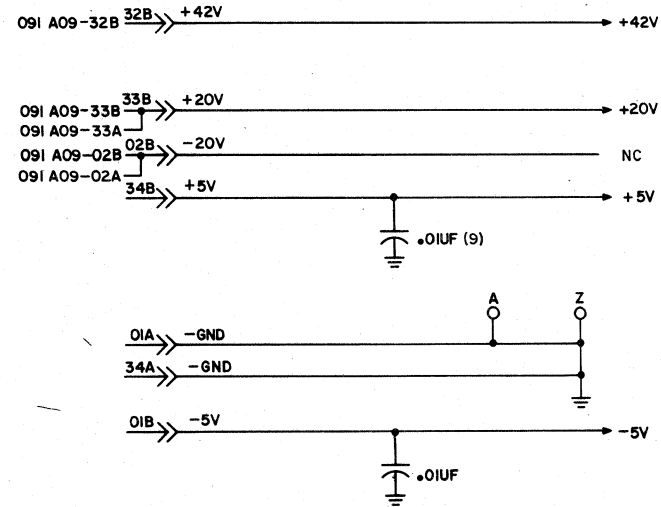 091 A09-32B 32B +42V +42V
091 A09-33B 33B +20V +20V
091 A09-33A
091 A09-02B 02B -20V NC
091 A09-02A
34B +5V +5V
.01UF (9)
A Z
01A -GND
34A -GND
01B -5V -5V
.01UF